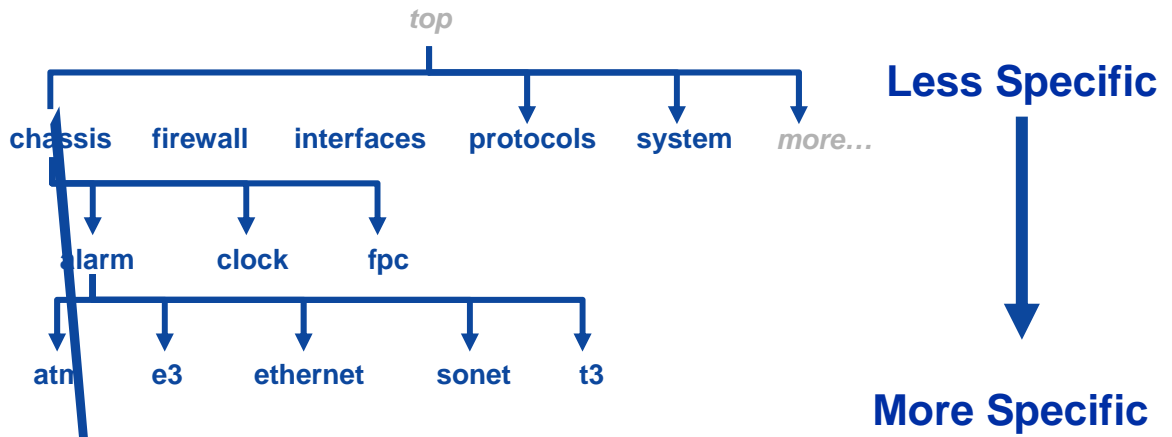 top
Less Specific
chassis firewall interfaces protocols system more…
alarm clock fpc
atm e3 ethernet sonet t3
More Specific